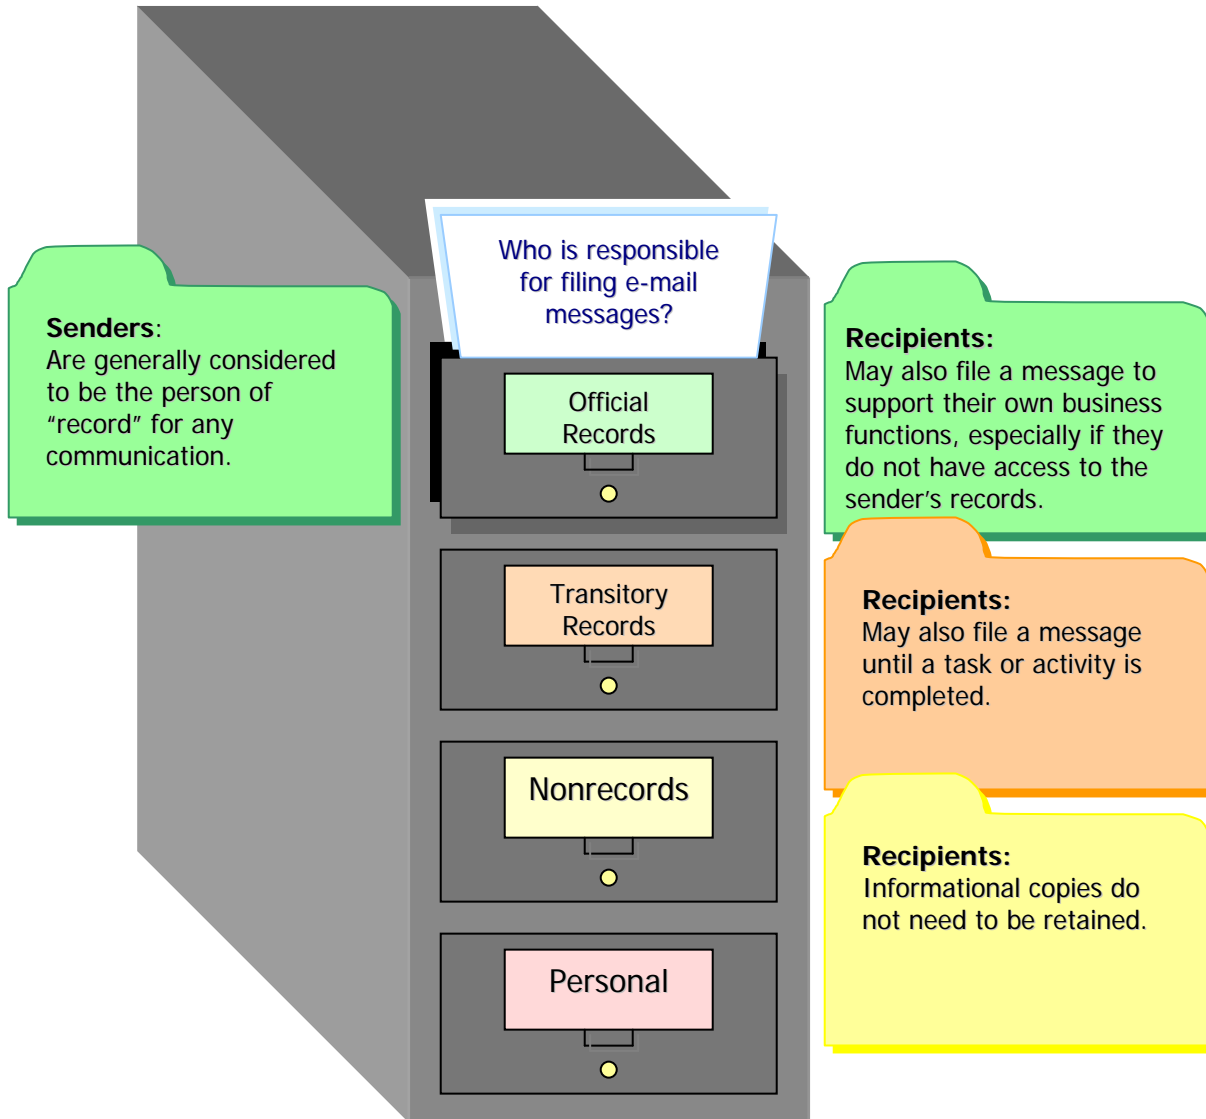 Who is responsible
for filing e-mail
messages?
Senders:
Are generally considered
to be the person of
“record” for any
communication.
Official
Records
Recipients:
May also file a message to
support their own business
functions, especially if they
do not have access to the
sender’s records.
Transitory
Records
Recipients:
May also file a message
until a task or activity is
completed.
Nonrecords
Recipients:
Informational copies do
not need to be retained.
Personal